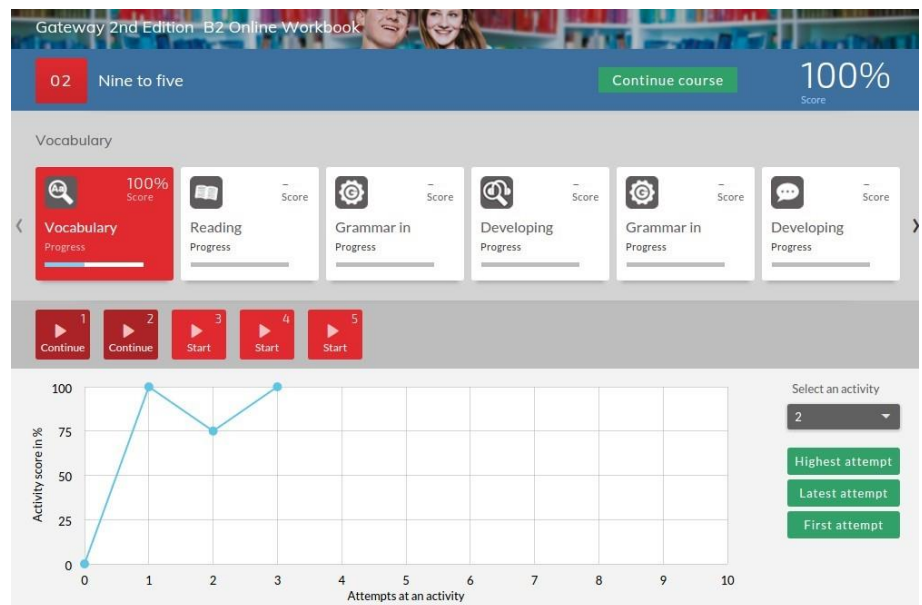 Gateway 2nd Edition B2 Online Workbook
02 Nine to five Continue course 100%
Score
Vocabulary
100%
Score
Vocabulary
Progress
-
Score
Reading
Progress
-
Score
Grammar in
Progress
-
Score
Developing
Progress
-
Score
Grammar in
Progress
-
Score
Developing
Progress
1
Continue
2
Continue
3
Start
4
Start
5
Start
Select an activity
2
Highest attempt
Latest attempt
First attempt
Activity score in %
100
75
50
25
0
0 1 2 3 4 5 6 7 8 9 10
Attempts at an activity